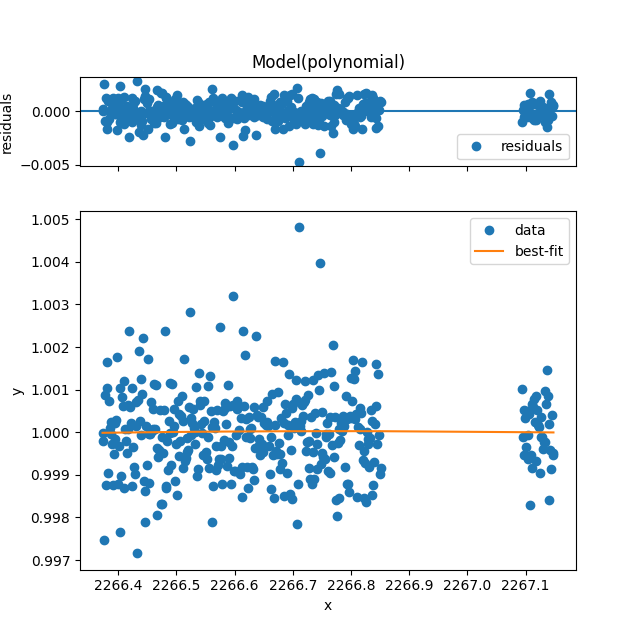 Model(polynomial)
residuals
0.000
−0.005
residuals
y
1.005
1.004
1.003
1.002
1.001
1.000
0.999
0.998
0.997
data
best-fit
2266.4 2266.5 2266.6 2266.7 2266.8 2266.9 2267.0 2267.1
x